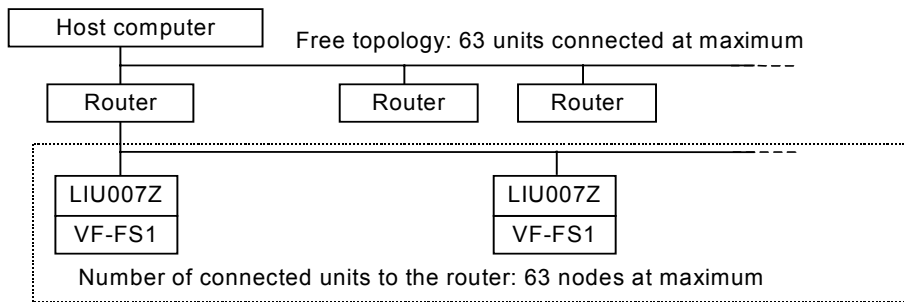 Host computer
Free topology: 63 units connected at maximum
Router
Router
Router
LIU007Z
LIU007Z
VF-FS1
VF-FS1
Number of connected units to the router: 63 nodes at maximum